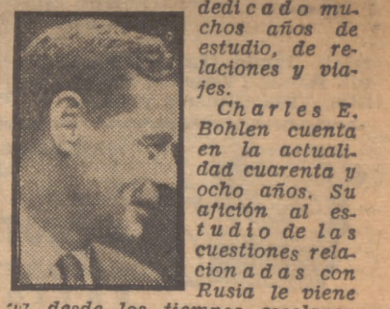 dedicado mu-
chos años de
estudio, de re-
laciones y via-
jes.
Charles E.
Bohlen cuenta
en la actuali-
dad cuarenta y
ocho años. Su
afición al es-
tudio de las
cuestiones rela-
cionadas con
Rusia le viene
desde los tiempos